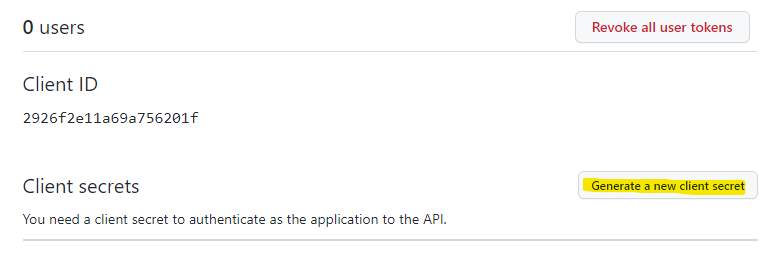 0 users
Revoke all user tokens
Client ID
2926f2e11a69a756201f
Client secrets
Generate a new client secret
You need a client secret to authenticate as the application to the API.